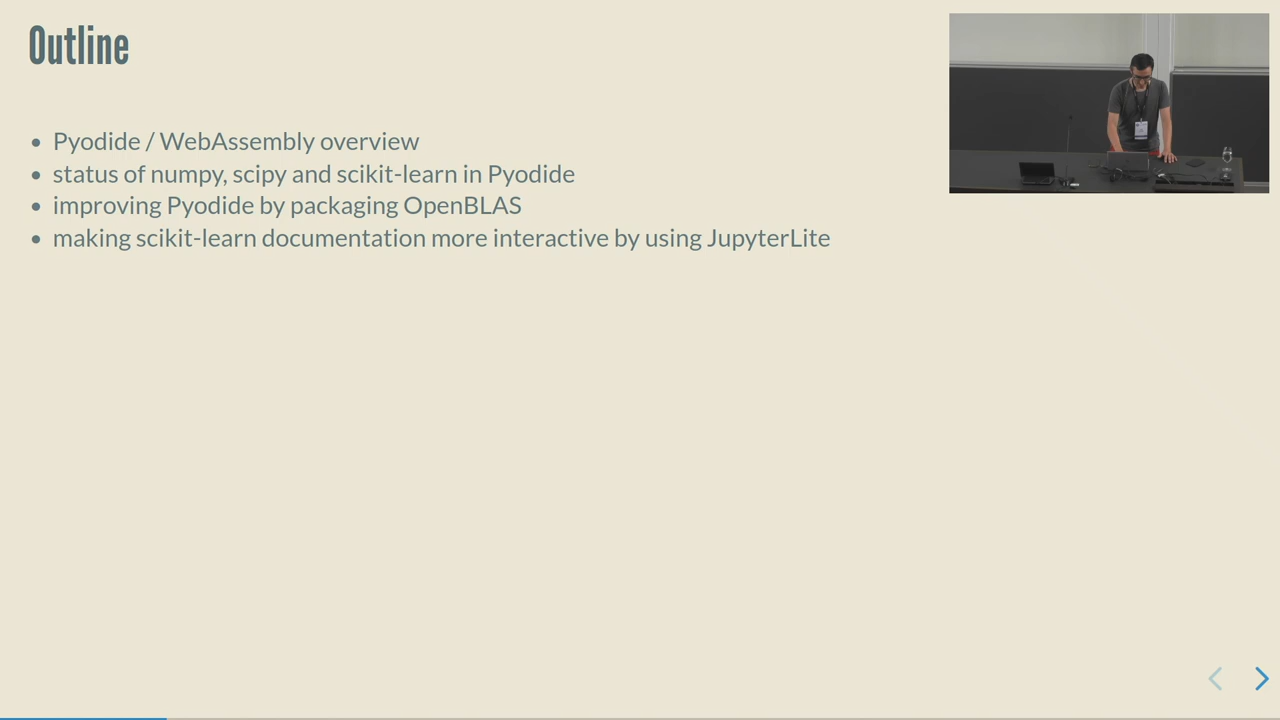 Outline
• Pyodide / WebAssembly overview
• status of numpy, scipy and scikit-learn in Pyodide
• improving Pyodide by packaging OpenBLAS
• making scikit-learn documentation more interactive by using JupyterLite